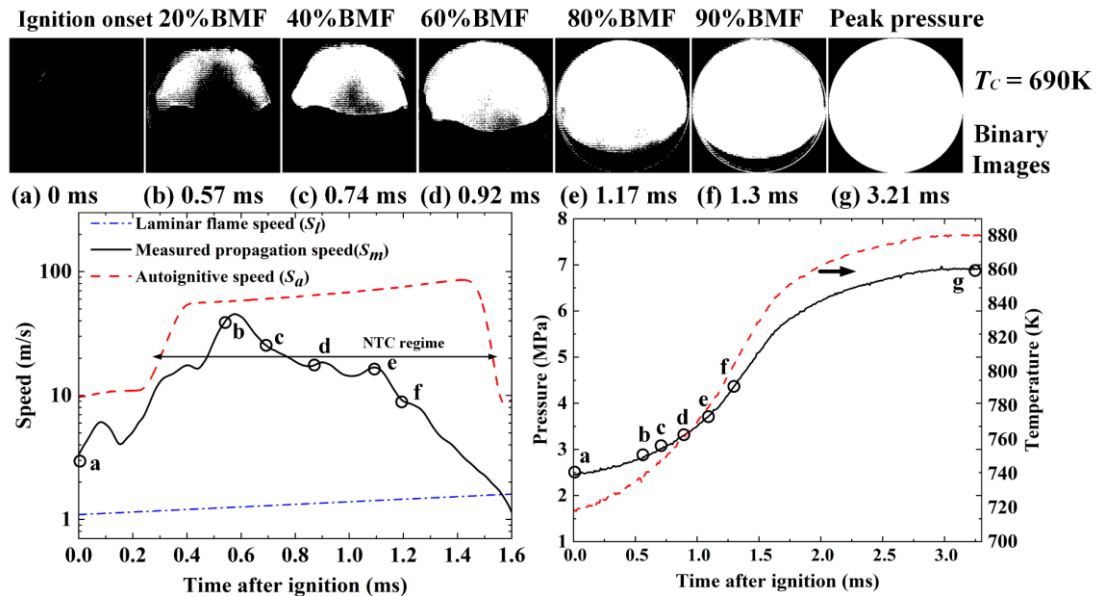 Ignition onset 20%BMF 40%BMF 60%BMF 80%BMF 90%BMF Peak pressure
T_C = 690K
Binary
Images
(a) 0 ms (b) 0.57 ms (c) 0.74 ms (d) 0.92 ms (e) 1.17 ms (f) 1.3 ms (g) 3.21 ms
Laminar flame speed (S_l)
Measured propagation speed(S_m)
Autoignitive speed (S_a)
100
10
1
Speed (m/s)
NTC regime
a
b
c
d
e
f
0.0 0.2 0.4 0.6 0.8 1.0 1.2 1.4 1.6
Time after ignition (ms)
8
7
6
5
4
3
2
1
Pressure (MPa)
a
b
c
d
e
f
g
880
860
840
820
800
780
760
740
720
700
Temperature (K)
0.0 0.5 1.0 1.5 2.0 2.5 3.0
Time after ignition (ms)